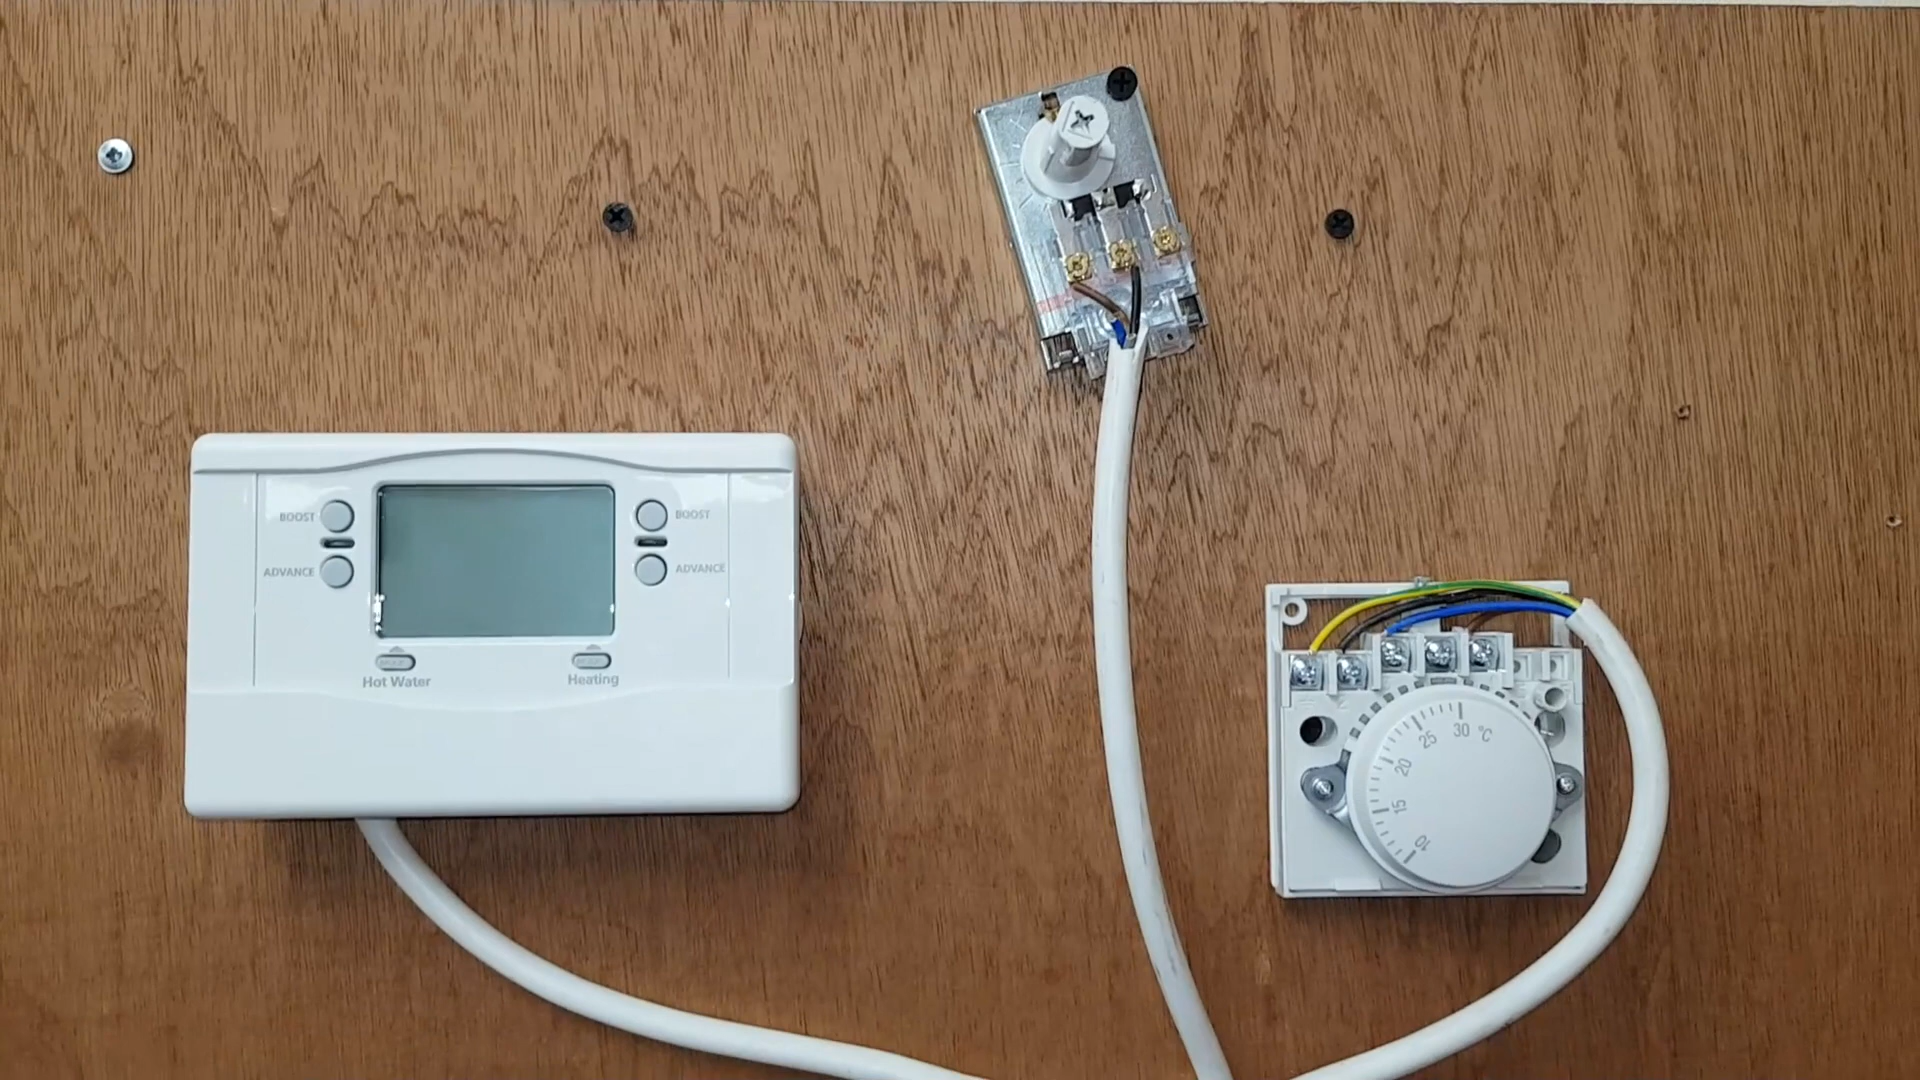 BOOST
BOOST
ADVANCE
ADVANCE
Hot Water
Heating
30 °C
25
20
15
10